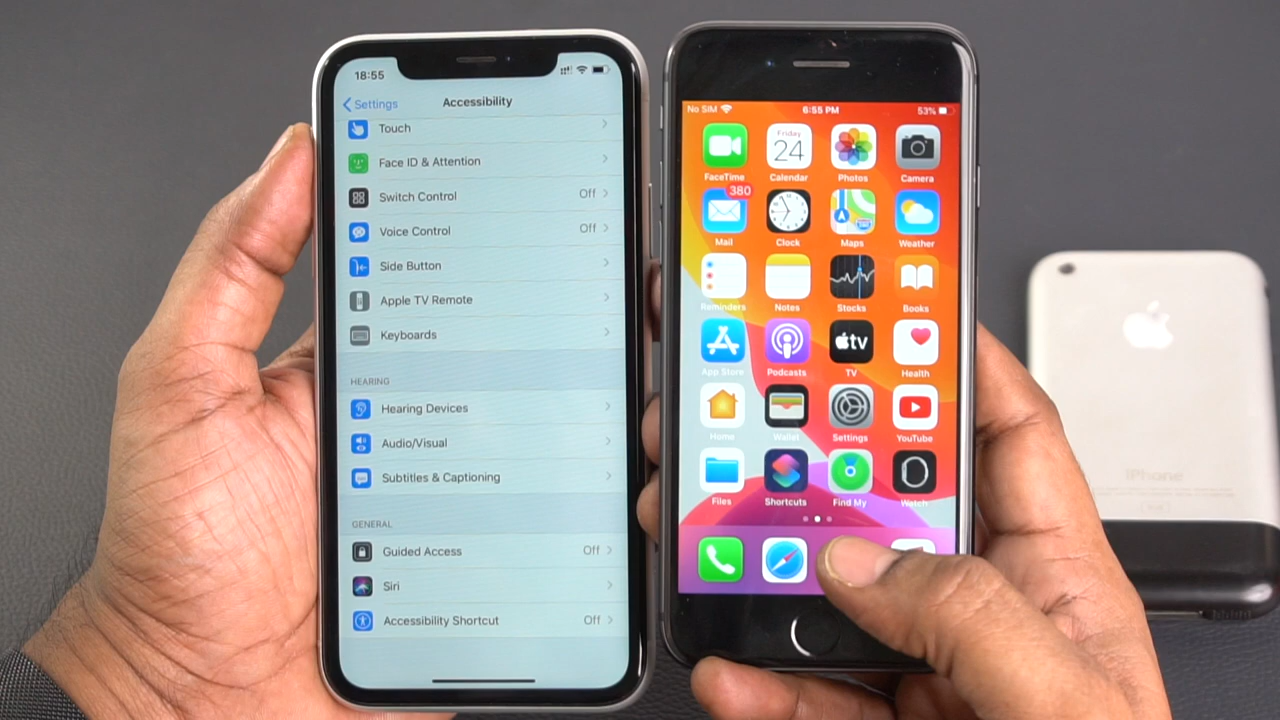 18:55
Settings
Accessibility
Touch
Face ID & Attention
Switch Control Off
Voice Control Off
Side Button
Apple TV Remote
Keyboards
HEARING
Hearing Devices
Audio/Visual
Subtitles & Captioning
GENERAL
Guided Access Off
Siri
Accessibility Shortcut Off
No SIM 6:55 PM 53%
Friday
24
FaceTime Calendar Photos Camera
380
Mail Clock Maps Weather
Reminders Notes Stocks Books
tv
App Store Podcasts TV Health
Home Wallet Settings YouTube
Files Shortcuts Find My Watch
iPhone